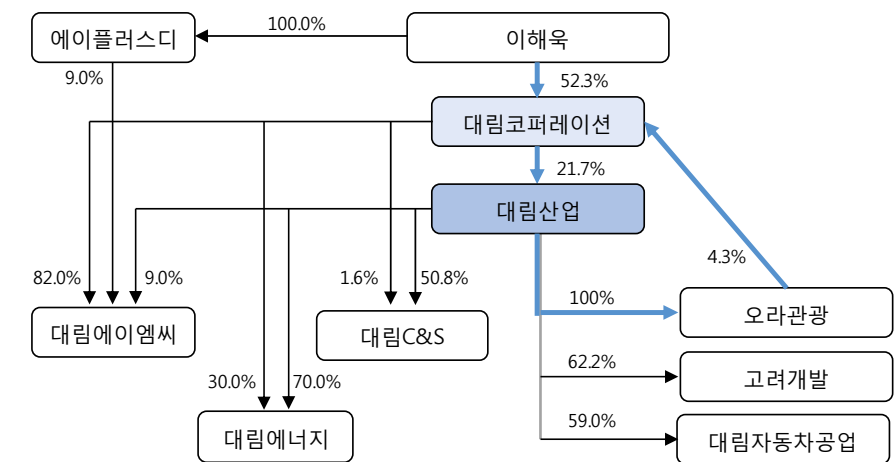 에이플러스디
100.0%
이해욱
9.0%
52.3%
대림코퍼레이션
21.7%
대림산업
4.3%
82.0%
9.0%
1.6%
50.8%
100%
오라관광
대림에이엠씨
대림C&S
62.2%
고려개발
30.0%
70.0%
59.0%
대림에너지
대림자동차공업